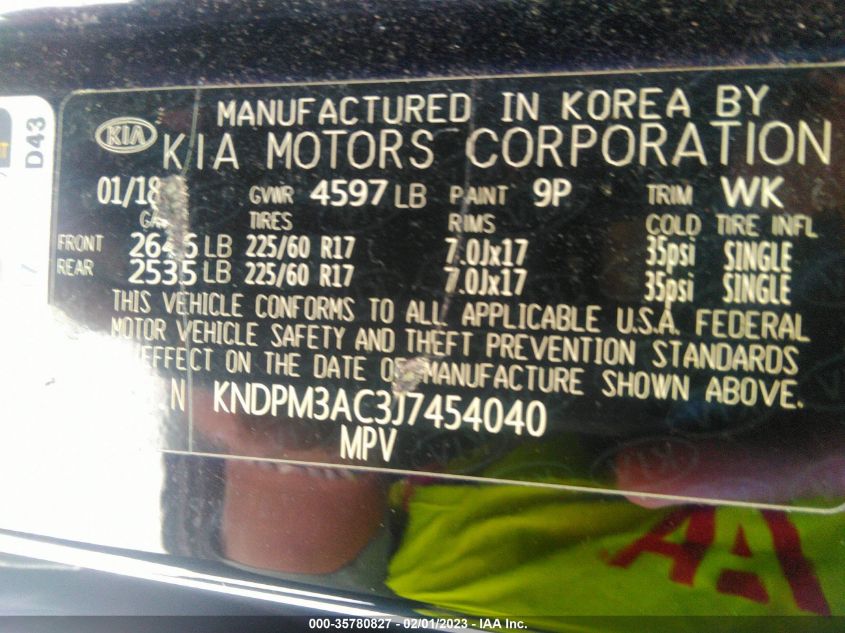 D43
MANUFACTURED IN KOREA BY
KIA KIA MOTORS CORPORATION
01/18 GVWR 4597 LB PAINT 9P TRIM WK
TIRES RIMS COLD TIRE INFL
FRONT LB 225/60 R17 7.0Jx17 35psi SINGLE
REAR 2535 LB 225/60 R17 7.0Jx17 35psi SINGLE
THIS VEHICLE CONFORMS TO ALL APPLICABLE U.S.A. FEDERAL
MOTOR VEHICLE SAFETY AND THEFT PREVENTION STANDARDS
EFFECT ON THE DATE OF MANUFACTURE SHOWN ABOVE.
N KNDPM3AC3J7454040
MPV
AA
000-35780827 - 02/01/2023 - IAA Inc.